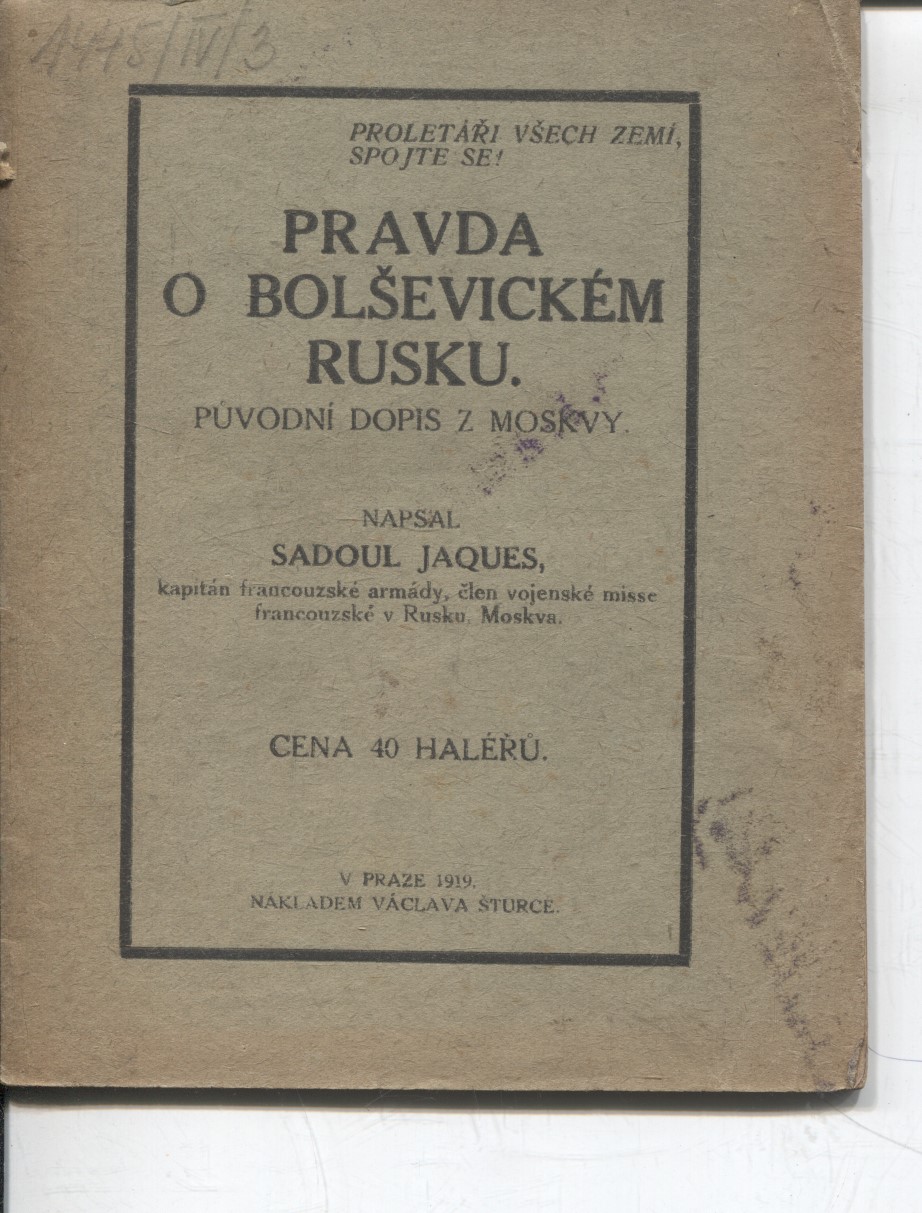 4475/IV/3
PROLETÁŘI VŠECH ZEMÍ,
SPOJTE SE!
PRAVDA
O BOLŠEVICKÉM
RUSKU.
PŮVODNÍ DOPIS Z MOSKVY.
NAPSAL
SADOUL JAQUES,
kapitán francouzské armády, člen vojenské misse
francouzské v Rusku, Moskva.
CENA 40 HALÉŘŮ.
V PRAZE 1919.
NÁKLADEM VÁCLAVA ŠTURCE.